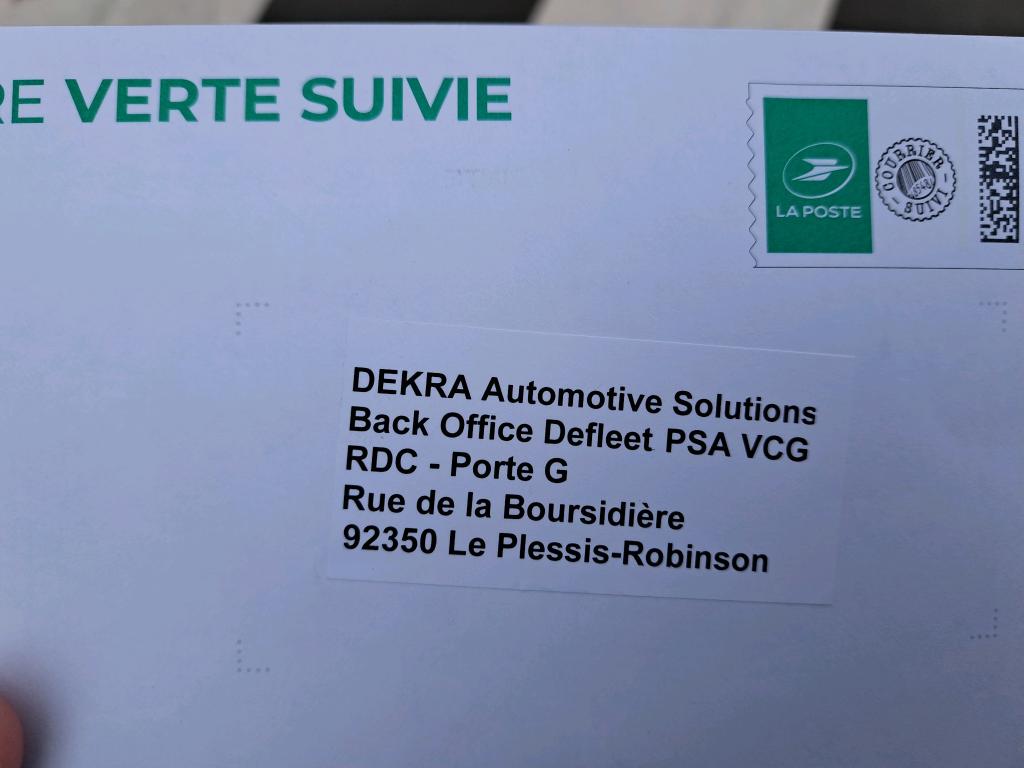 RE VERTE SUIVIE
LA POSTE
COURRIER
SUIVI
DEKRA Automotive Solutions
Back Office Defleet PSA VCG
RDC - Porte G
Rue de la Boursidière
92350 Le Plessis-Robinson